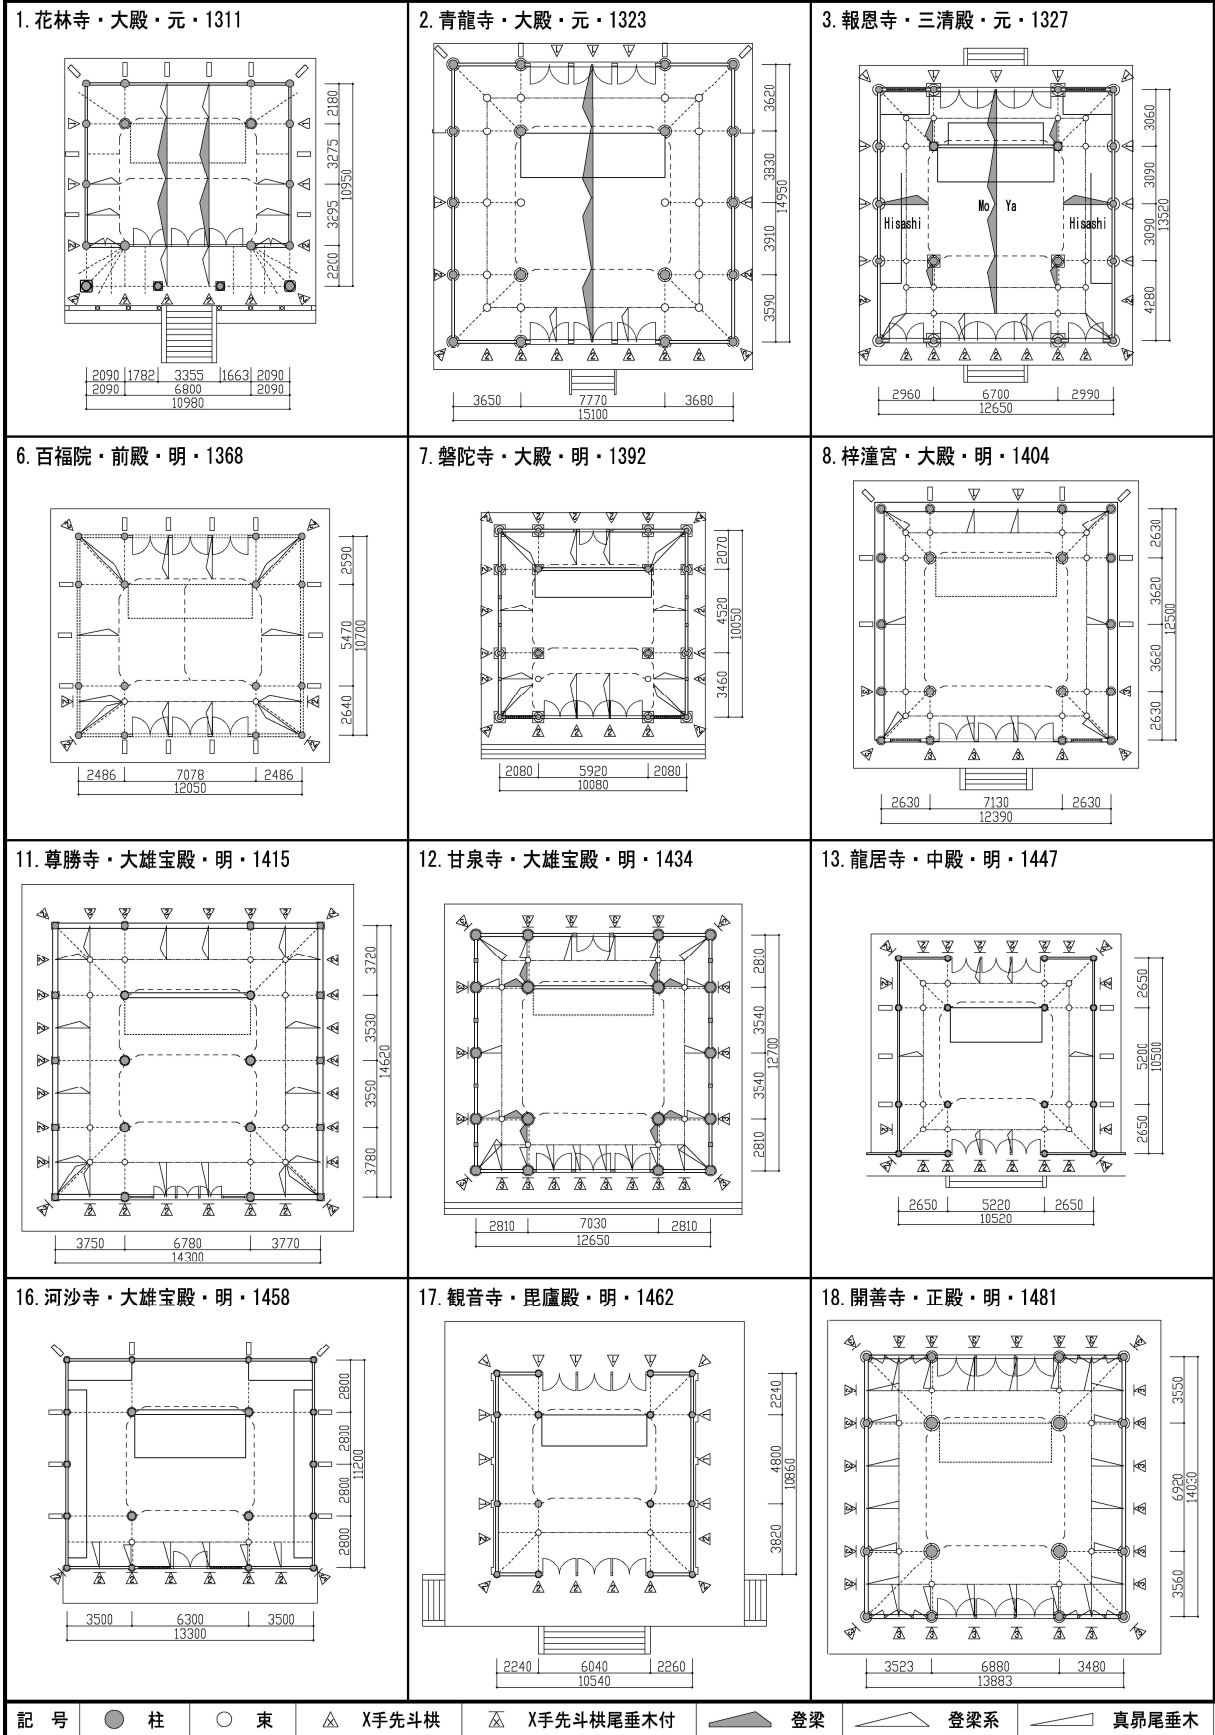 1. 花林寺・大殿・元・1311
2180
3275
3295
2200
10950
2090 1782 3355 1663 2090
2090 6800 2090
10980
2. 青龍寺・大殿・元・1323
3620
3830
3910
3590
14950
3650 7770 3680
15100
3. 報恩寺・三清殿・元・1327
Mo Ya
Hisashi Hisashi
3060
3090
3090
4280
13520
2960 6700 2990
12650
6. 百福院・前殿・明・1368
2590
5470
2640
10700
2486 7078 2486
12050
7. 磐陀寺・大殿・明・1392
2070
4520
3460
10050
2080 5920 2080
10080
8. 梓潼宮・大殿・明・1404
2630
3620
3620
2630
12500
2630 7130 2630
12390
11. 尊勝寺・大雄宝殿・明・1415
3720
3530
3590
3780
14620
3750 6780 3770
14300
12. 甘泉寺・大雄宝殿・明・1434
2810
3540
3540
2810
12700
2810 7030 2810
12650
13. 龍居寺・中殿・明・1447
2650
5200
2650
10500
2650 5220 2650
10520
16. 河沙寺・大雄宝殿・明・1458
2800
2800
2800
2800
11200
3500 6300 3500
13300
17. 観音寺・毘廬殿・明・1462
2240
4800
3820
10860
2240 6040 2260
10540
18. 開善寺・正殿・明・1481
3550
6920
3560
14030
3523 6880 3480
13883
記 号 柱 束 X手先斗栱 X手先斗栱尾垂木付 登梁 登梁系 真昴尾垂木